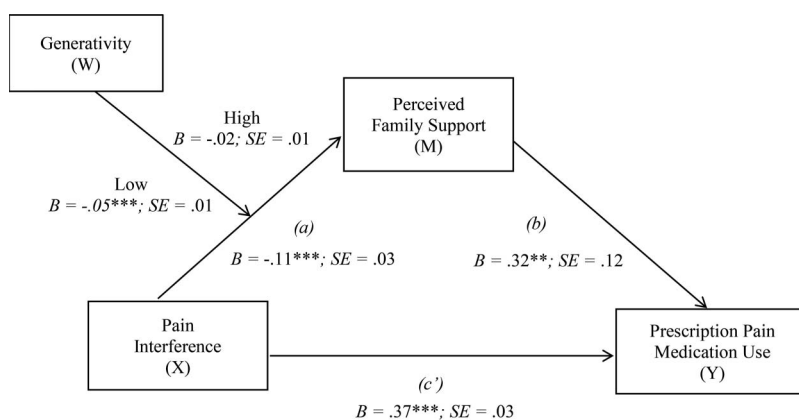 Generativity
(W)
High
B = -.02; SE = .01
Perceived
Family Support
(M)
Low
B = -.05***; SE = .01
(a)
B = -.11***; SE = .03
(b)
B = .32**; SE = .12
Pain
Interference
(X)
Prescription Pain
Medication Use
(Y)
(c’)
B = .37***; SE = .03